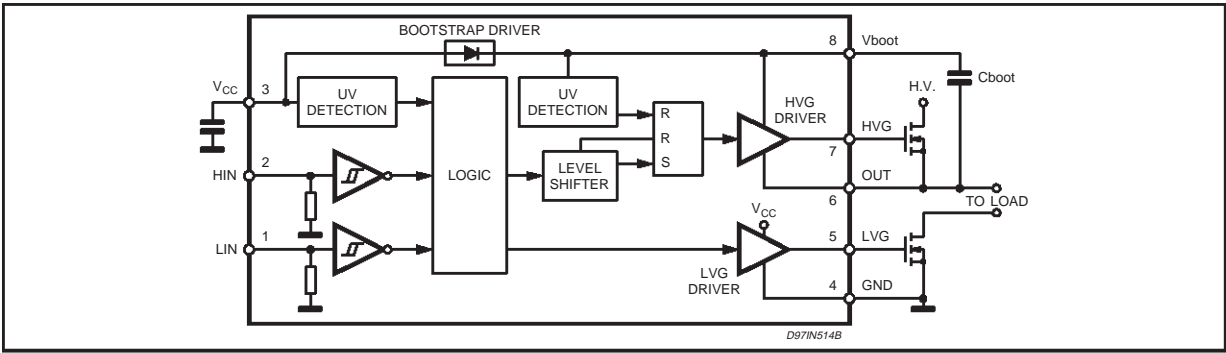 BOOTSTRAP DRIVER
8 Vboot
VCC
3
UV
DETECTION
UV
DETECTION
Cboot
H.V.
HVG
DRIVER
R
R
S
HVG
7
2
HIN
LOGIC
LEVEL
SHIFTER
OUT
6
TO LOAD
VCC
1
LIN
5 LVG
LVG
DRIVER
4 GND
D97IN514B